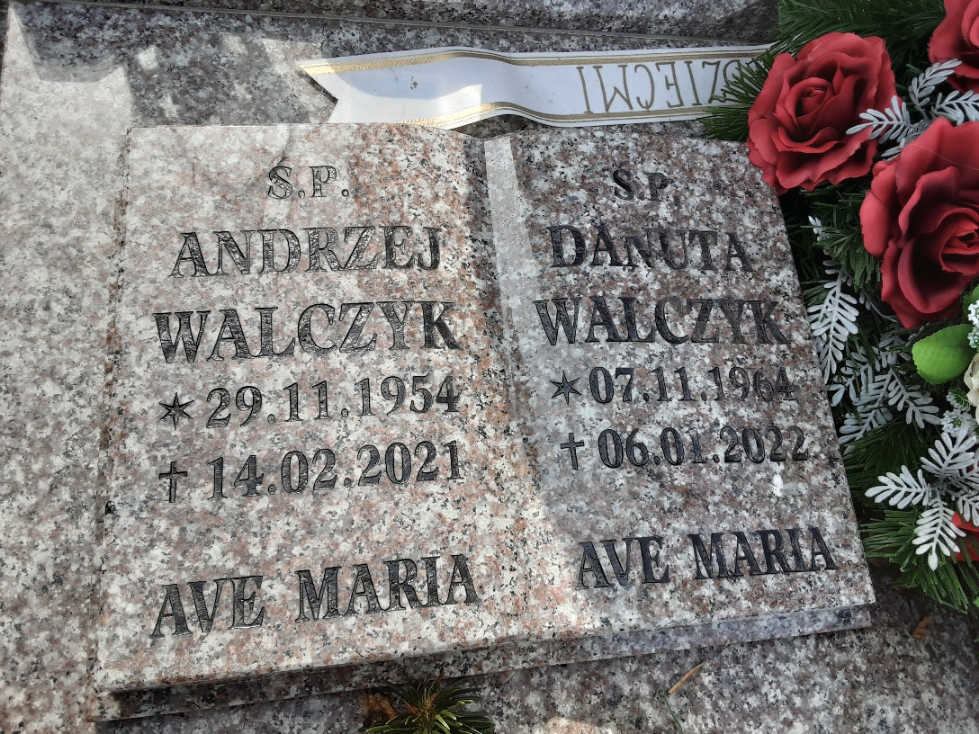 DZIEĆMI
Ś.P.
ANDRZEJ
WALCZYK
* 29.11.1954
† 14.02.2021
AVE MARIA
Ś.P.
DANUTA
WALCZYK
* 07.11.1964
† 06.01.2022
AVE MARIA